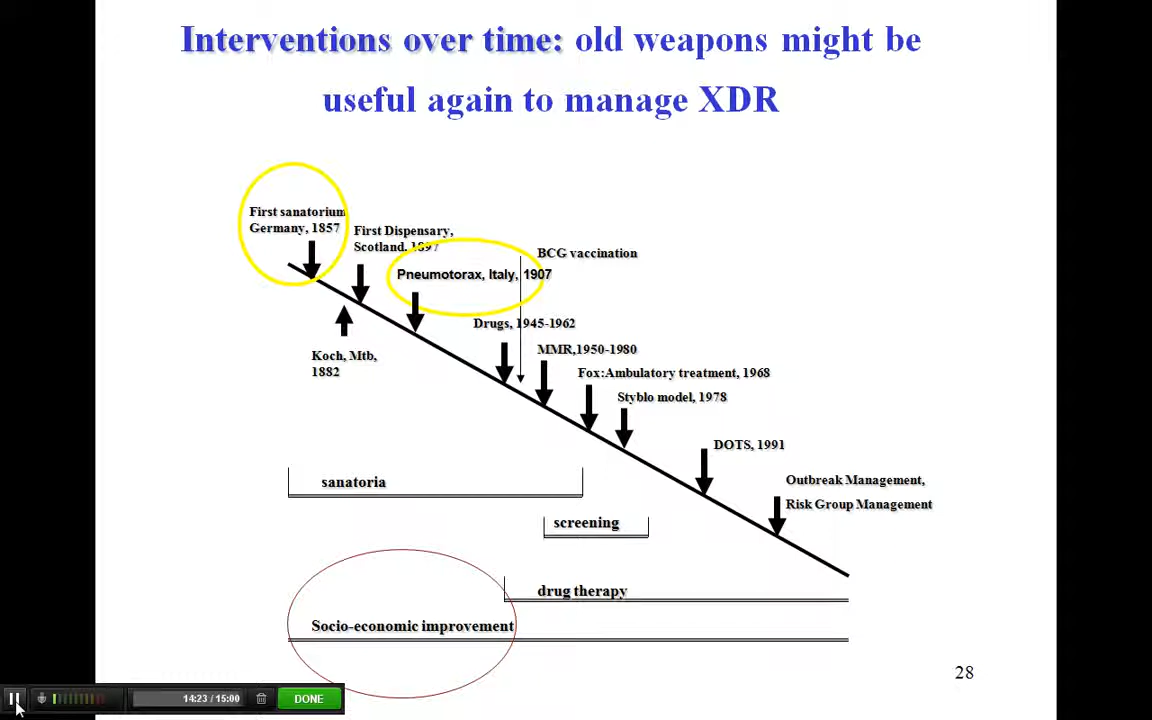 Interventions over time: old weapons might be
useful again to manage XDR
First sanatorium
Germany, 1857
First Dispensary,
Scotland, 1897
BCG vaccination
Pneumotorax, Italy, 1907
Drugs, 1945-1962
MMR,1950-1980
Koch, Mtb,
1882
Fox:Ambulatory treatment, 1968
Styblo model, 1978
DOTS, 1991
Outbreak Management,
Risk Group Management
sanatoria
screening
drug therapy
Socio-economic improvement
28
14:23 / 15:00
DONE